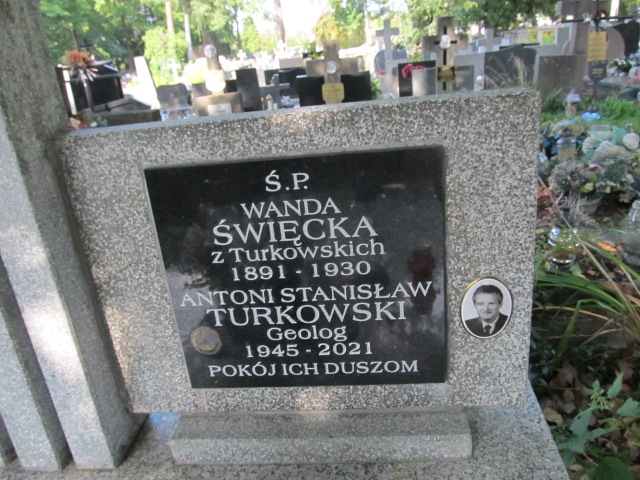 Ś.P.
WANDA
ŚWIĘCKA
z Turkowskich
1891 - 1930
ANTONI STANISŁAW
TURKOWSKI
Geolog
1945 - 2021
POKÓJ ICH DUSZOM